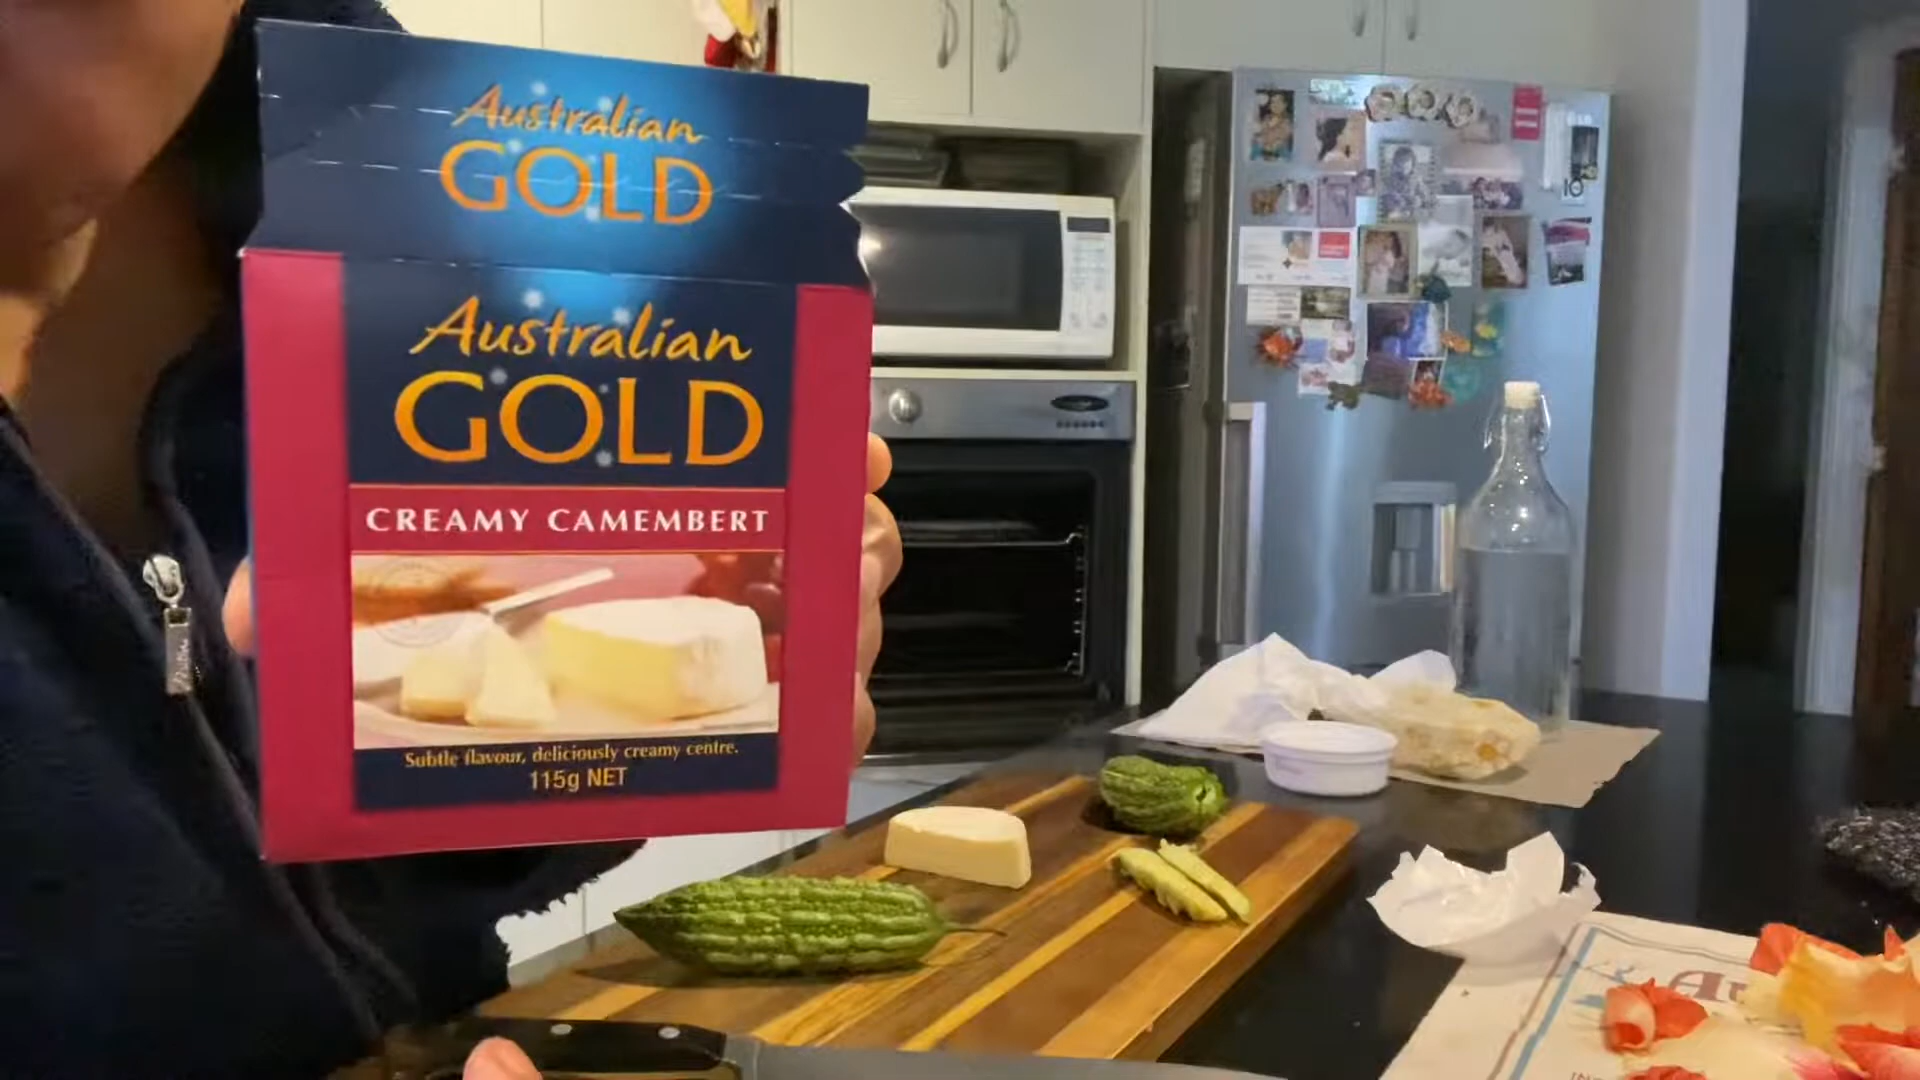 Australian
GOLD
Australian
GOLD
CREAMY CAMEMBERT
Subtle flavour, deliciously creamy centre.
115g NET